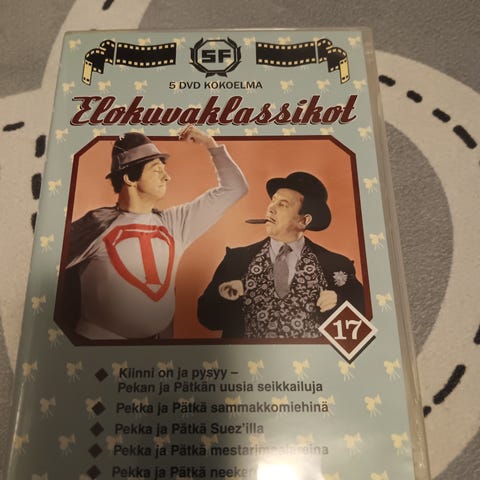 SF
5 DVD KOKOELMA
Elokuvaklassikot
T
17
Kiinni on ja pysyy –
Pekan ja Pätkän uusia seikkailuja
Pekka ja Pätkä sammakkomiehinä
Pekka ja Pätkä Suez'illa
Pekka ja Pätkä mestarimaalareina
Pekka ja Pätkä